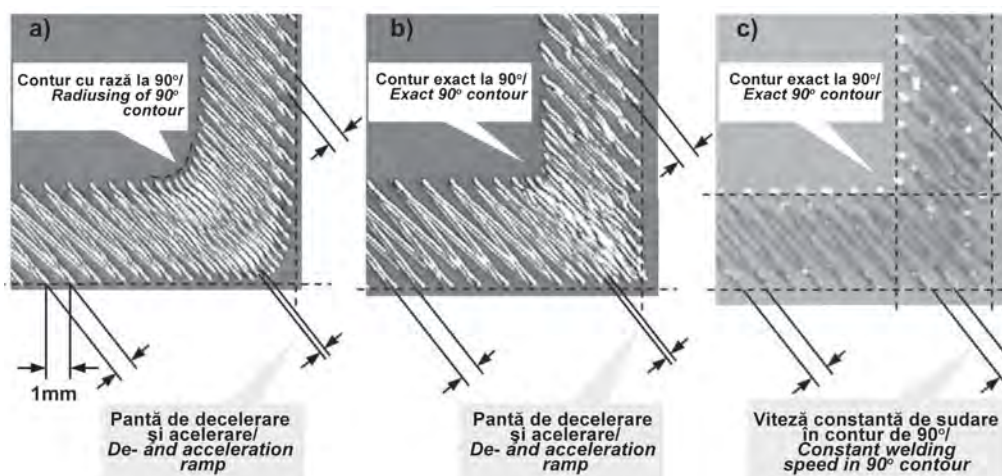 a)
Contur cu rază la 90°/
Radiusing of 90°
contour
b)
Contur exact la 90°/
Exact 90° contour
c)
Contur exact la 90°/
Exact 90° contour
1mm
Pantă de decelerare
și acelerare/
De- and acceleration
ramp
Pantă de decelerare
și acelerare/
De- and acceleration
ramp
Viteză constantă de sudare
în contur de 90°/
Constant welding
speed in 90° contour